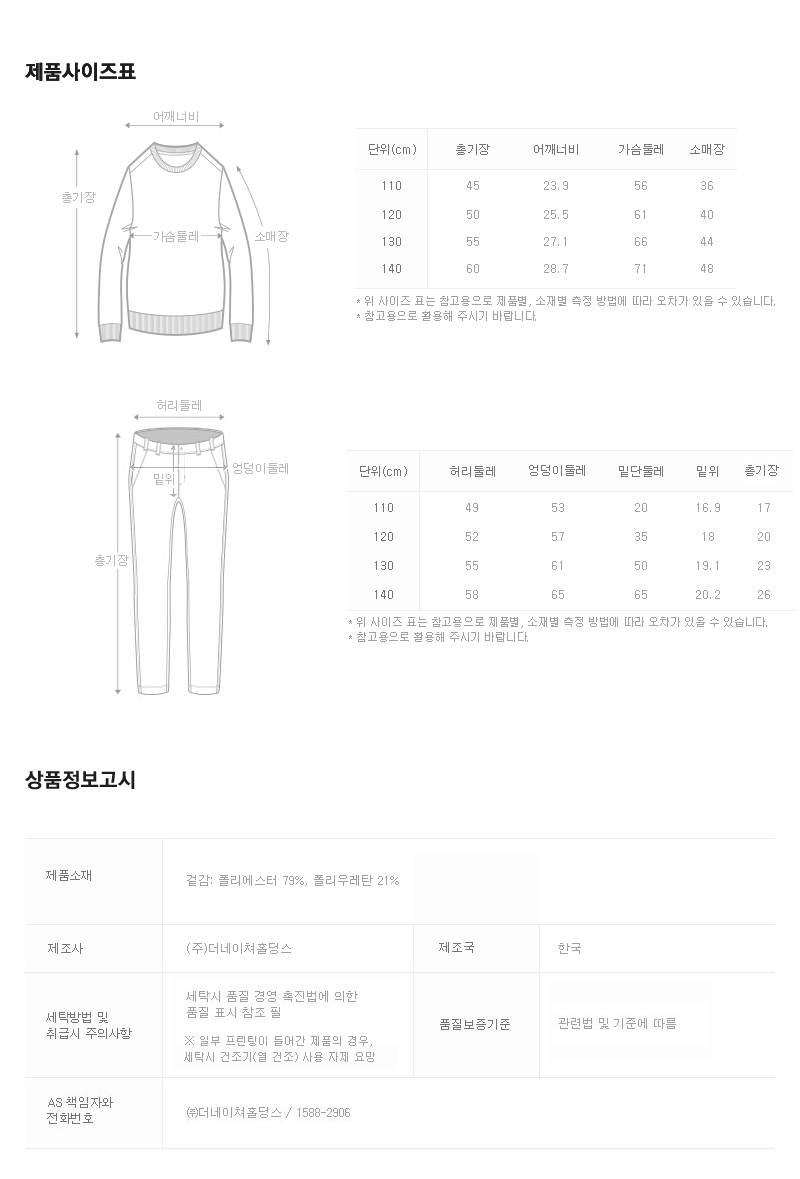 제품사이즈표
어깨너비
총기장
가슴둘레
소매장
단위(cm) 총기장 어깨너비 가슴둘레 소매장
110 45 23.9 56 36
120 50 25.5 61 40
130 55 27.1 66 44
140 60 28.7 71 48
* 위 사이즈 표는 참고용으로 제품별, 소재별 측정 방법에 따라 오차가 있을 수 있습니다.
* 참고용으로 활용해 주시기 바랍니다.
허리둘레
엉덩이둘레
밑위
총기장
단위(cm) 허리둘레 엉덩이둘레 밑단둘레 밑위 총기장
110 49 53 20 16.9 17
120 52 57 35 18 20
130 55 61 50 19.1 23
140 58 65 65 20.2 26
* 위 사이즈 표는 참고용으로 제품별, 소재별 측정 방법에 따라 오차가 있을 수 있습니다.
* 참고용으로 활용해 주시기 바랍니다.
상품정보고시
제품소재 겉감: 폴리에스터 79%, 폴리우레탄 21%
제조사 (주)더네이쳐홀딩스 제조국 한국
세탁방법 및
취급시 주의사항
세탁시 품질 경영 촉진법에 의한
품질 표시 참조 필
※ 일부 프린팅이 들어간 제품의 경우,
세탁시 건조기(열 건조) 사용 자제 요망
품질보증기준 관련법 및 기준에 따름
AS 책임자와
전화번호
㈜더네이쳐홀딩스 / 1588-2906